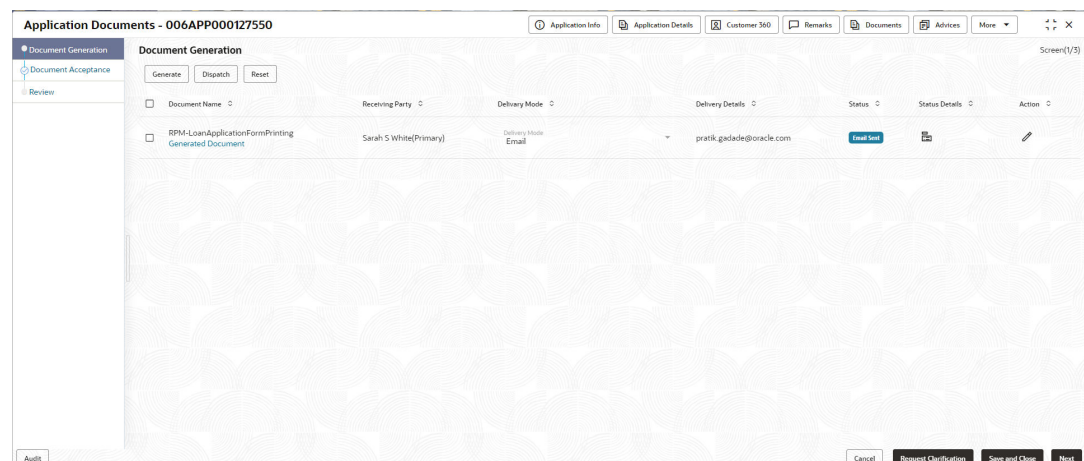 Application Documents - 006APP000127550
Application Info
Application Details
Customer 360
Remarks
Documents
Advices
More
Document Generation
Document Acceptance
Review
Document Generation
Screen(1/3)
Generate
Dispatch
Reset
Document Name
Receiving Party
Delivary Mode
Delivery Details
Status
Status Details
Action
RPM-LoanApplicationFormPrinting
Generated Document
Sarah S White(Primary)
Delivery Mode
Email
pratik.gadade@oracle.com
Email Sent
Audit
Cancel
Request Clarification
Save and Close
Next